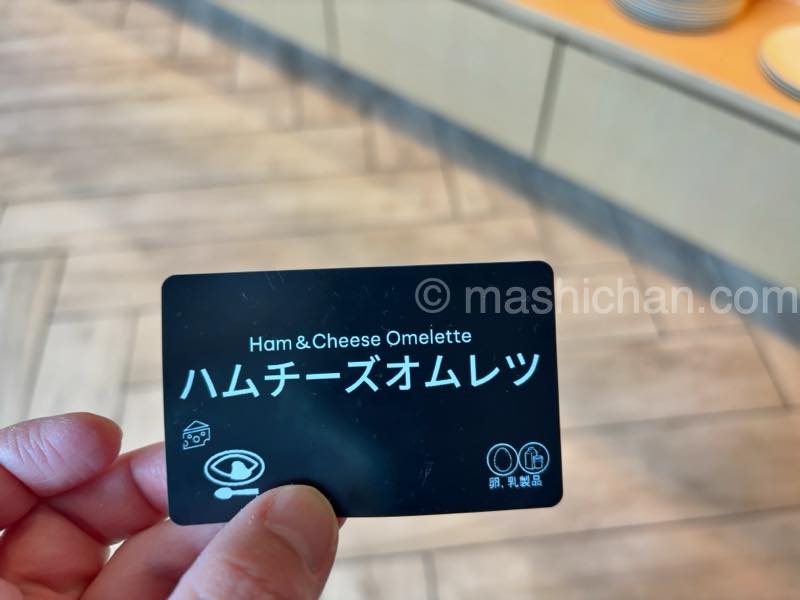 © mashichan.com
Ham & Cheese Omelette
ハムチーズオムレツ
卵、乳製品